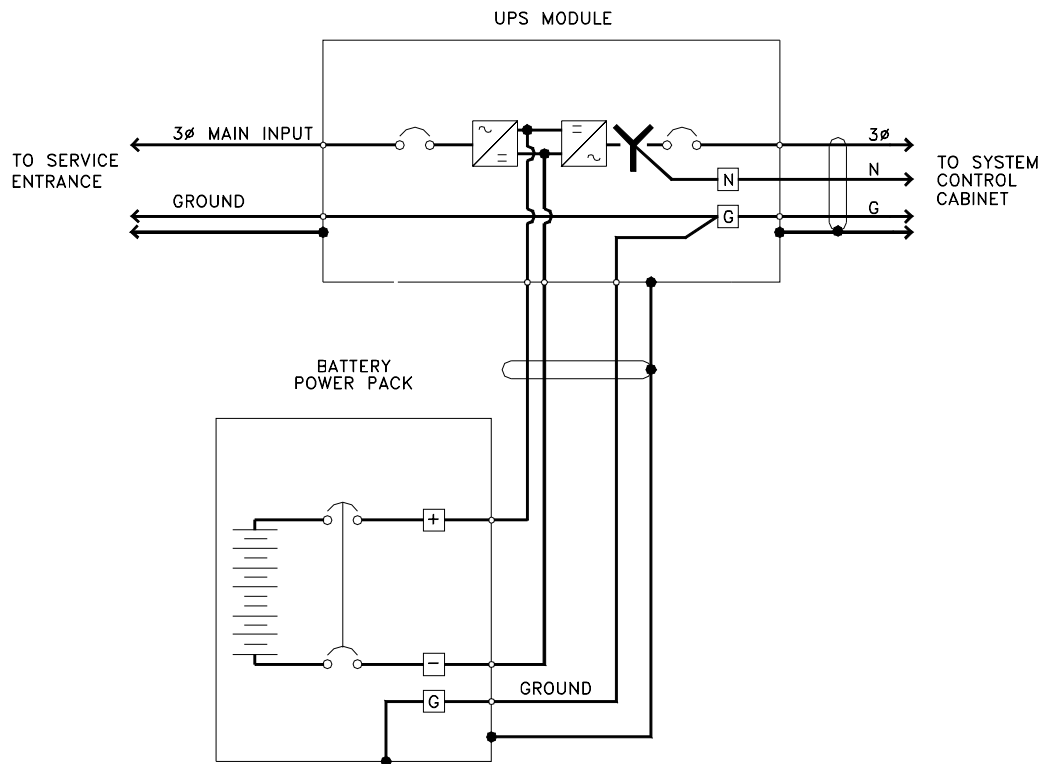 UPS MODULE
3ø MAIN INPUT
3ø
TO SERVICE
ENTRANCE
TO SYSTEM
CONTROL
CABINET
N
N
GROUND
G
G
BATTERY
POWER PACK
+
−
G
GROUND